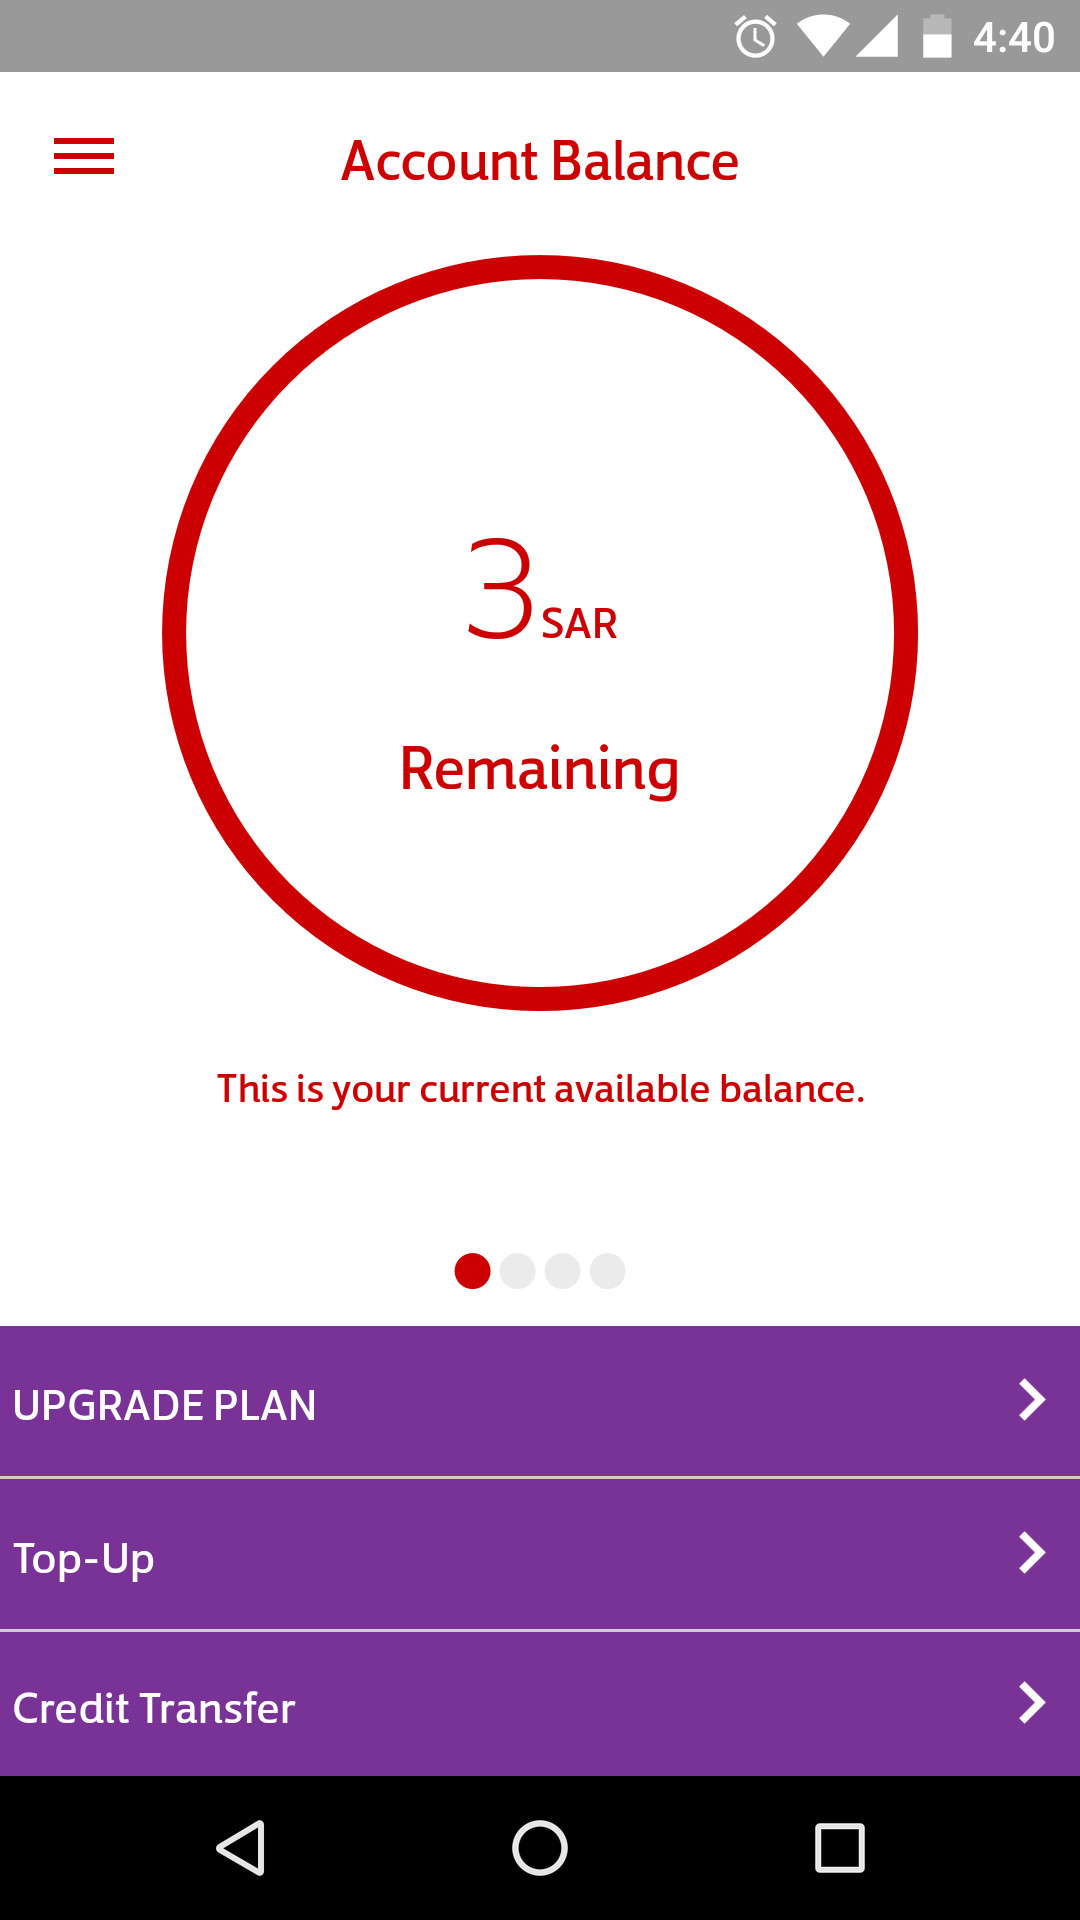 4:40
Account Balance
3 SAR
Remaining
This is your current available balance.
UPGRADE PLAN
Top-Up
Credit Transfer